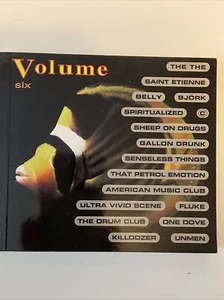 Volume
six
THE THE
SAINT ETIENNE
BELLY BJÖRK
SPIRITUALIZED C
SHEEP ON DRUGS
GALLON DRUNK
SENSELESS THINGS
THAT PETROL EMOTION
AMERICAN MUSIC CLUB
ULTRA VIVID SCENE FLUKE
THE DRUM CLUB ONE DOVE
KILLDOZER UNMEN